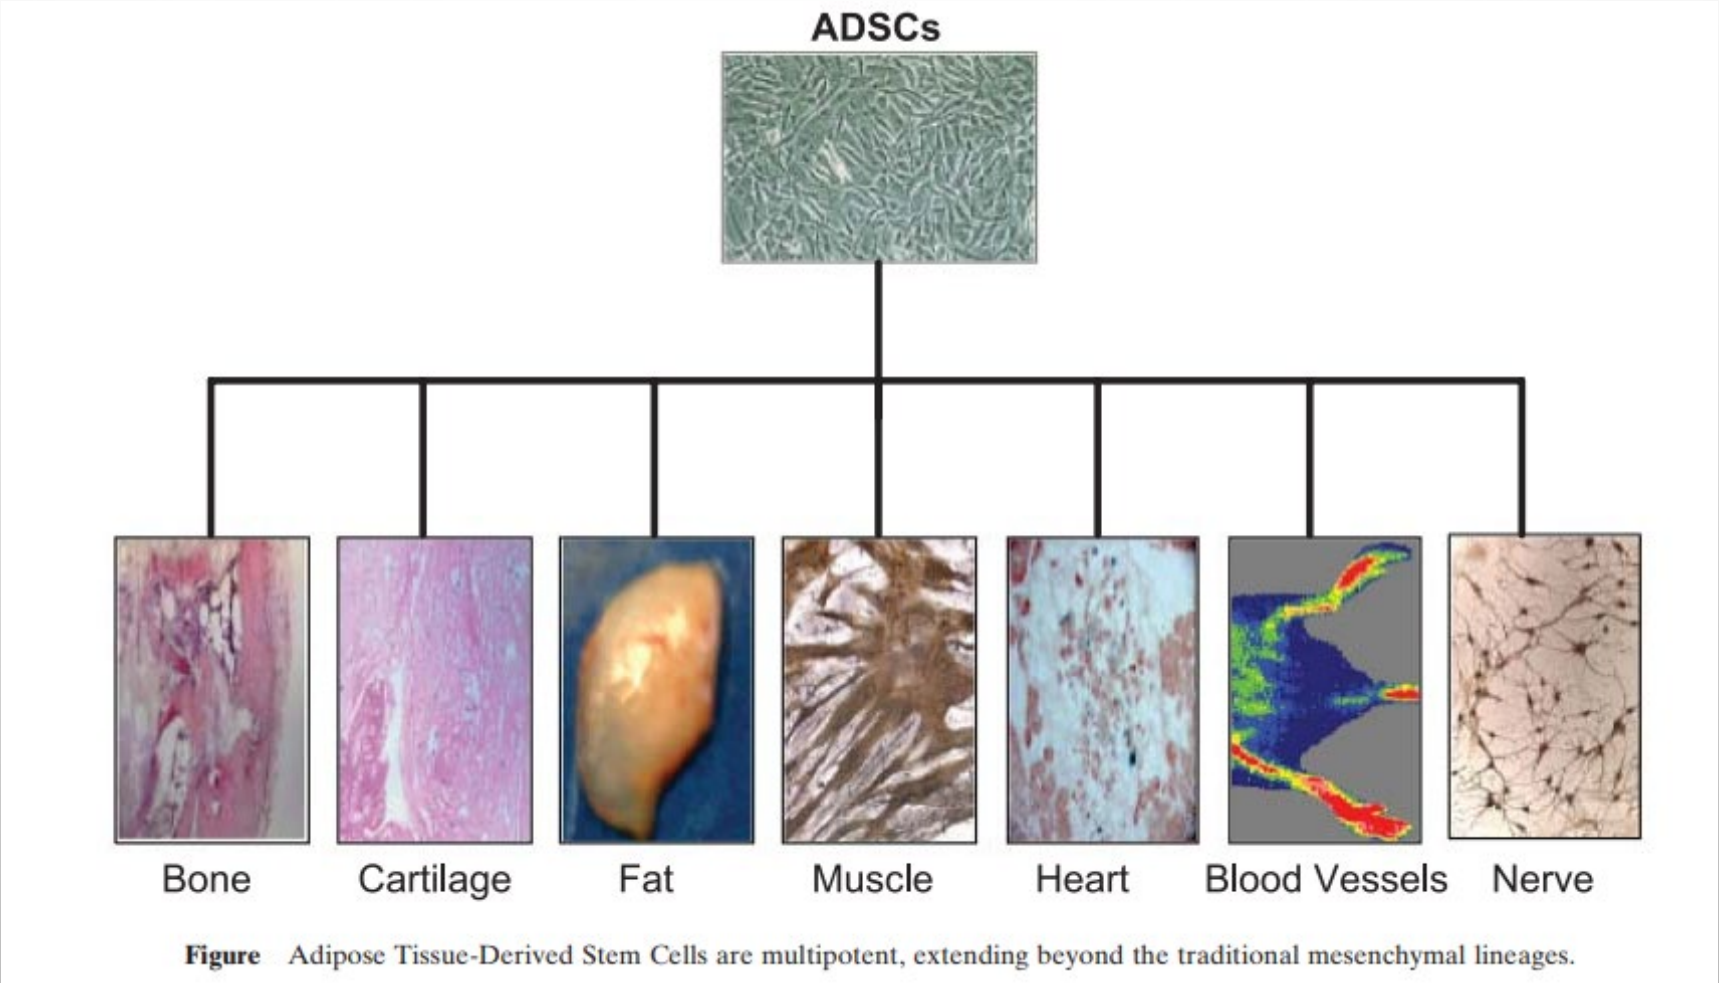 ADSCs
Bone Cartilage Fat Muscle Heart Blood Vessels Nerve
Figure Adipose Tissue-Derived Stem Cells are multipotent, extending beyond the traditional mesenchymal lineages.